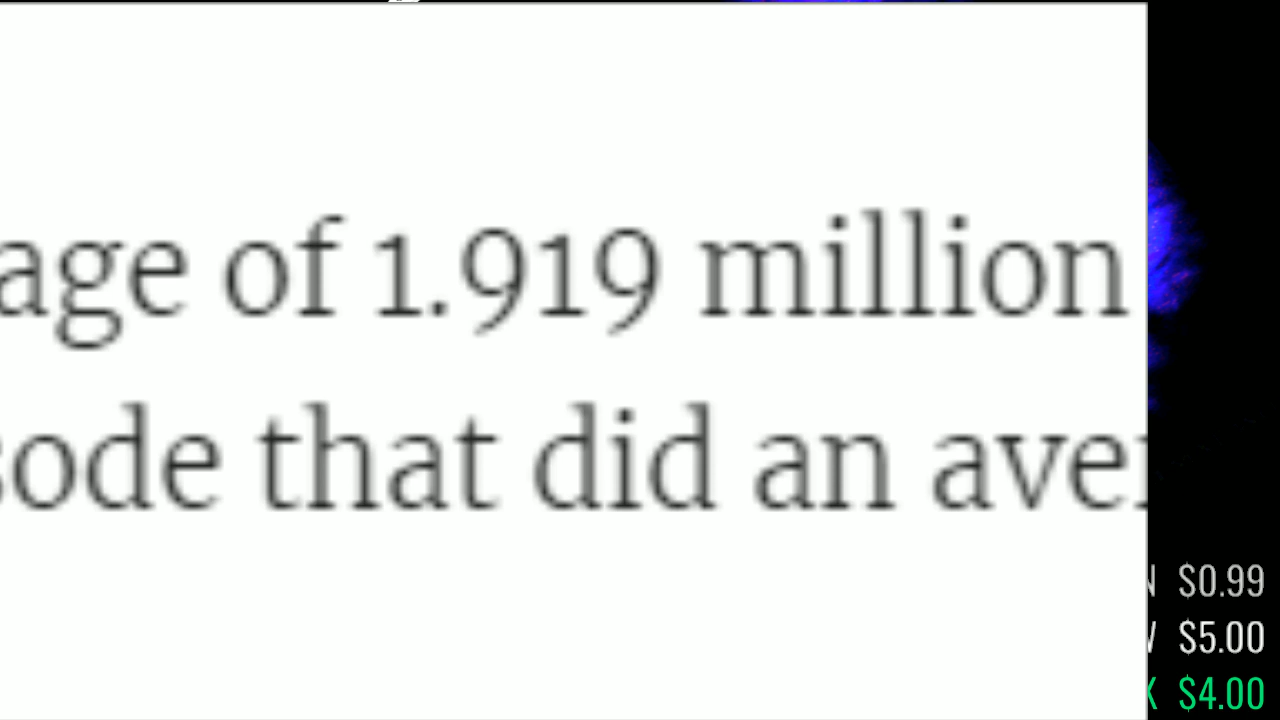 age of 1.919 million
ode that did an ave
$0.99
$5.00
$4.00